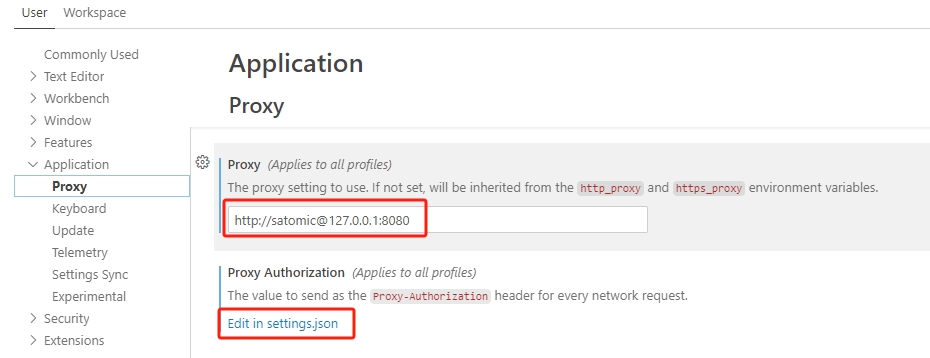 User Workspace
Commonly Used
Text Editor
Workbench
Window
Features
Application
Proxy
Keyboard
Update
Telemetry
Settings Sync
Experimental
Security
Extensions
Application
Proxy
Proxy (Applies to all profiles)
The proxy setting to use. If not set, will be inherited from the http_proxy and https_proxy environment variables.
http://satomic@127.0.0.1:8080
Proxy Authorization (Applies to all profiles)
The value to send as the Proxy-Authorization header for every network request.
Edit in settings.json